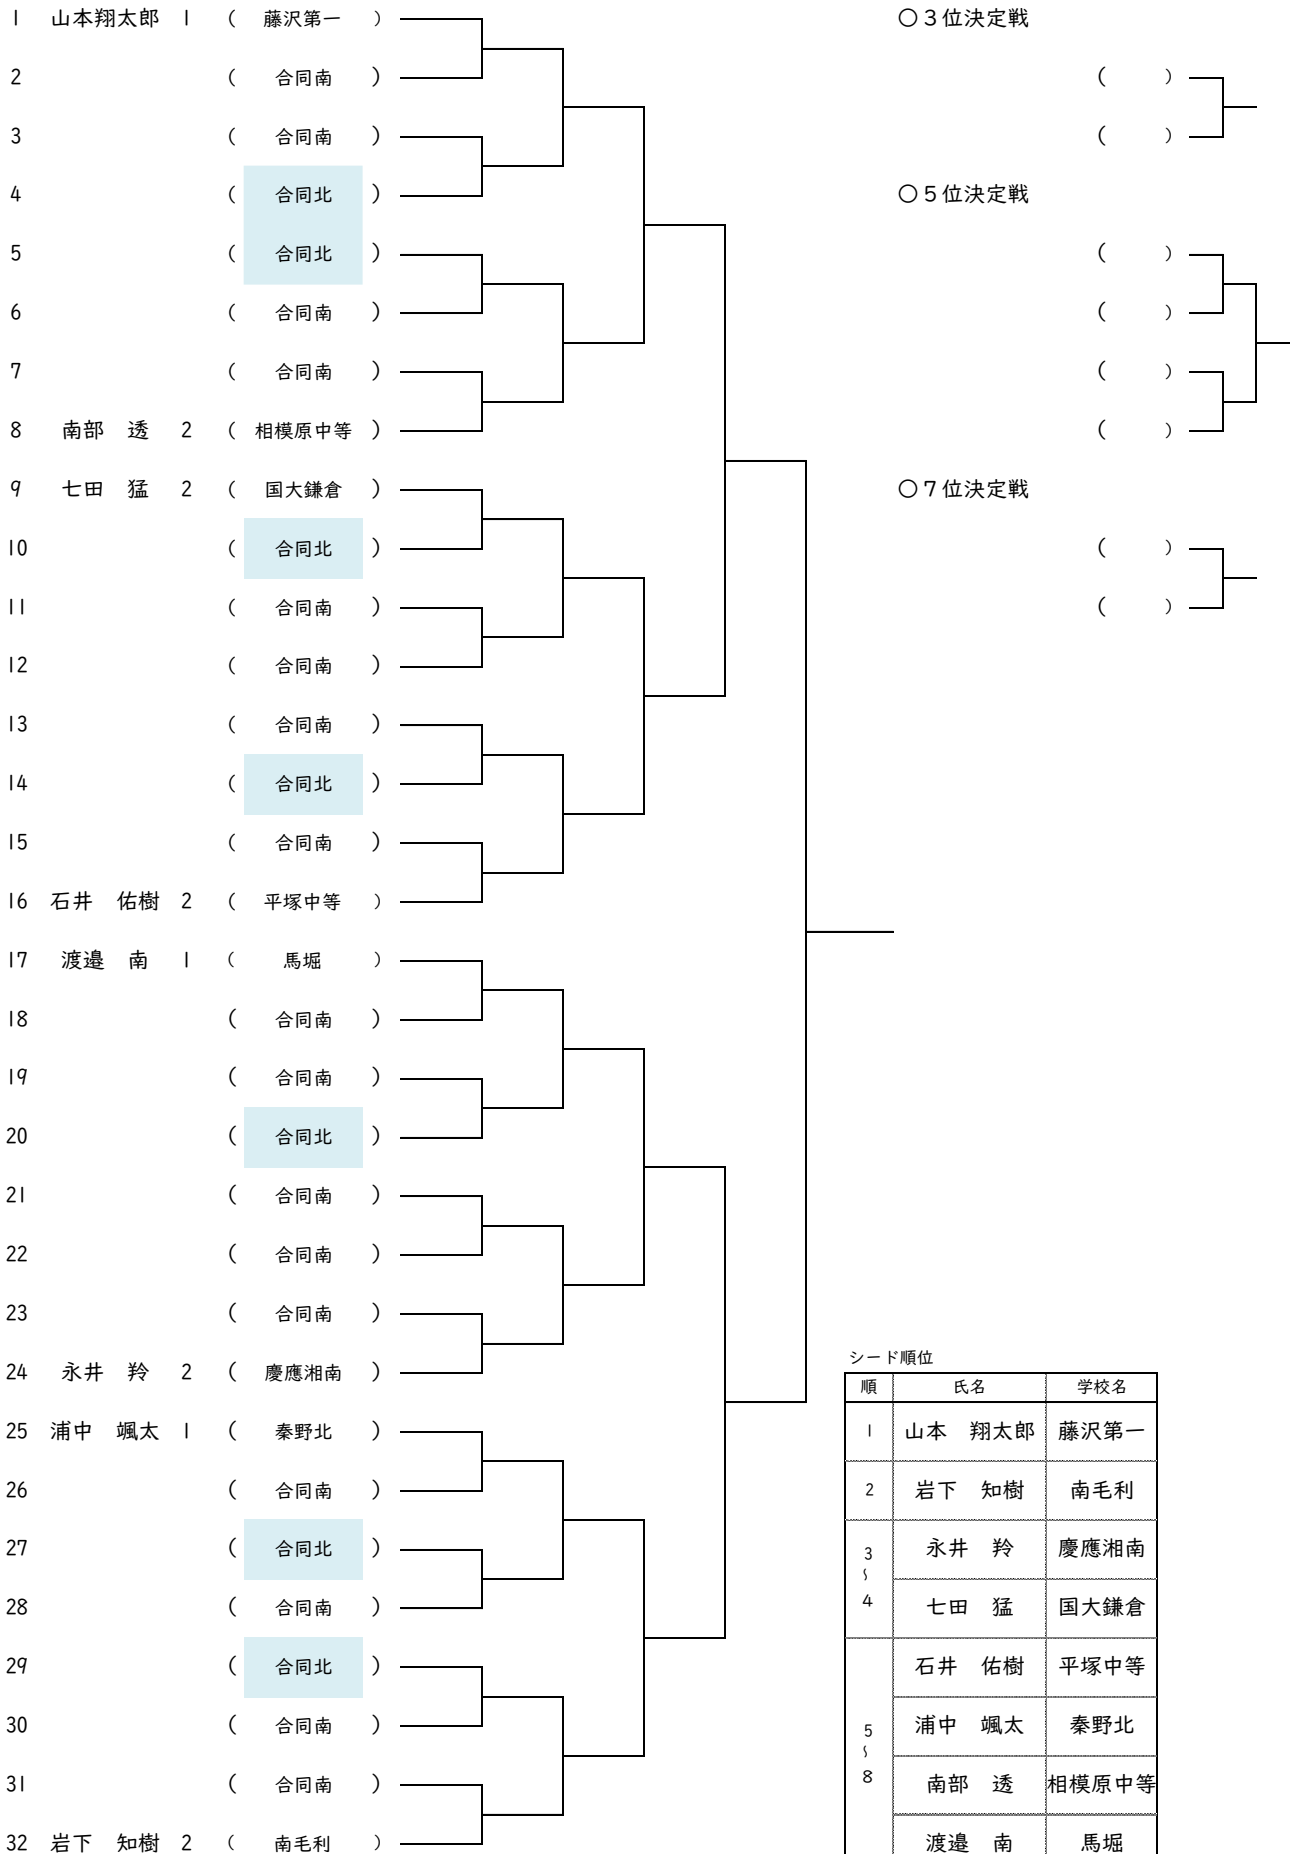 1 山本翔太郎 1 ( 藤沢第一 ) 〇３位決定戦
2 ( 合同南 ) ( )
3 ( 合同南 ) ( )
4 ( 合同北 ) 〇５位決定戦
5 ( 合同北 ) ( )
6 ( 合同南 ) ( )
7 ( 合同南 ) ( )
8 南部　透 2 ( 相模原中等 ) ( )
9 七田　猛 2 ( 国大鎌倉 ) 〇７位決定戦
10 ( 合同北 ) ( )
11 ( 合同南 ) ( )
12 ( 合同南 )
13 ( 合同南 )
14 ( 合同北 )
15 ( 合同南 )
16 石井　佑樹 2 ( 平塚中等 )
17 渡邉　南 1 ( 馬堀 )
18 ( 合同南 )
19 ( 合同南 )
20 ( 合同北 )
21 ( 合同南 )
22 ( 合同南 )
23 ( 合同南 )
24 永井　羚 2 ( 慶應湘南 )
25 浦中　颯太 1 ( 秦野北 )
26 ( 合同南 )
27 ( 合同北 )
28 ( 合同南 )
29 ( 合同北 )
30 ( 合同南 )
31 ( 合同南 )
32 岩下　知樹 2 ( 南毛利 )
シード順位
順 氏名 学校名
1 山本　翔太郎 藤沢第一
2 岩下　知樹 南毛利
3～4 永井　羚 慶應湘南
七田　猛 国大鎌倉
5～8 石井　佑樹 平塚中等
浦中　颯太 秦野北
南部　透 相模原中等
渡邉　南 馬堀